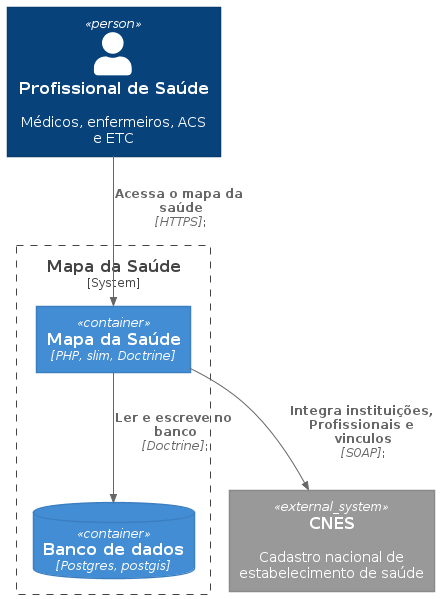 «person»
Profissional de Saúde
Médicos, enfermeiros, ACS
e ETC
Acessa o mapa da
saúde
[HTTPS];
Mapa da Saúde
[System]
«container»
Mapa da Saúde
[PHP, slim, Doctrine]
Ler e escreve no
banco
[Doctrine];
Integra instituições,
Profissionais e
vinculos
[SOAP];
«container»
Banco de dados
[Postgres, postgis]
«external_system»
CNES
Cadastro nacional de
estabelecimento de saúde